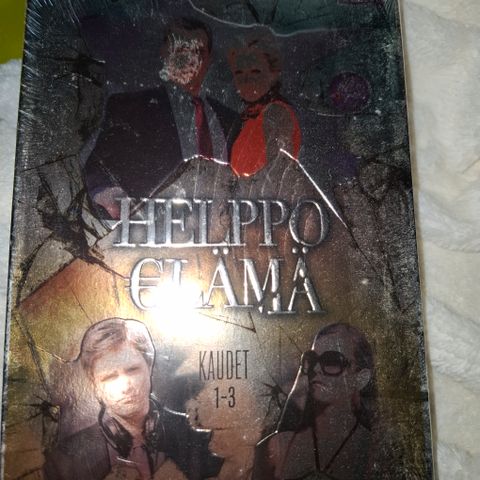 HELPPO
€LÄMÄ
KAUDET
1-3